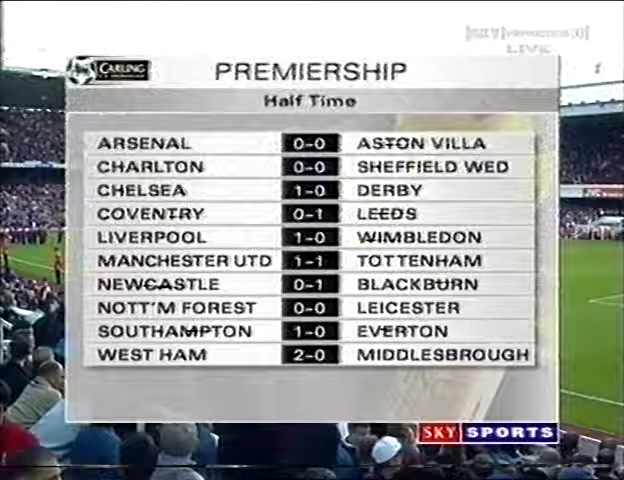 SKY
LIVE
CARLING
PREMIERSHIP
Half Time
ARSENAL 0-0 ASTON VILLA
CHARLTON 0-0 SHEFFIELD WED
CHELSEA 1-0 DERBY
COVENTRY 0-1 LEEDS
LIVERPOOL 1-0 WIMBLEDON
MANCHESTER UTD 1-1 TOTTENHAM
NEWCASTLE 0-1 BLACKBURN
NOTT'M FOREST 0-0 LEICESTER
SOUTHAMPTON 1-0 EVERTON
WEST HAM 2-0 MIDDLESBROUGH
SKY SPORTS